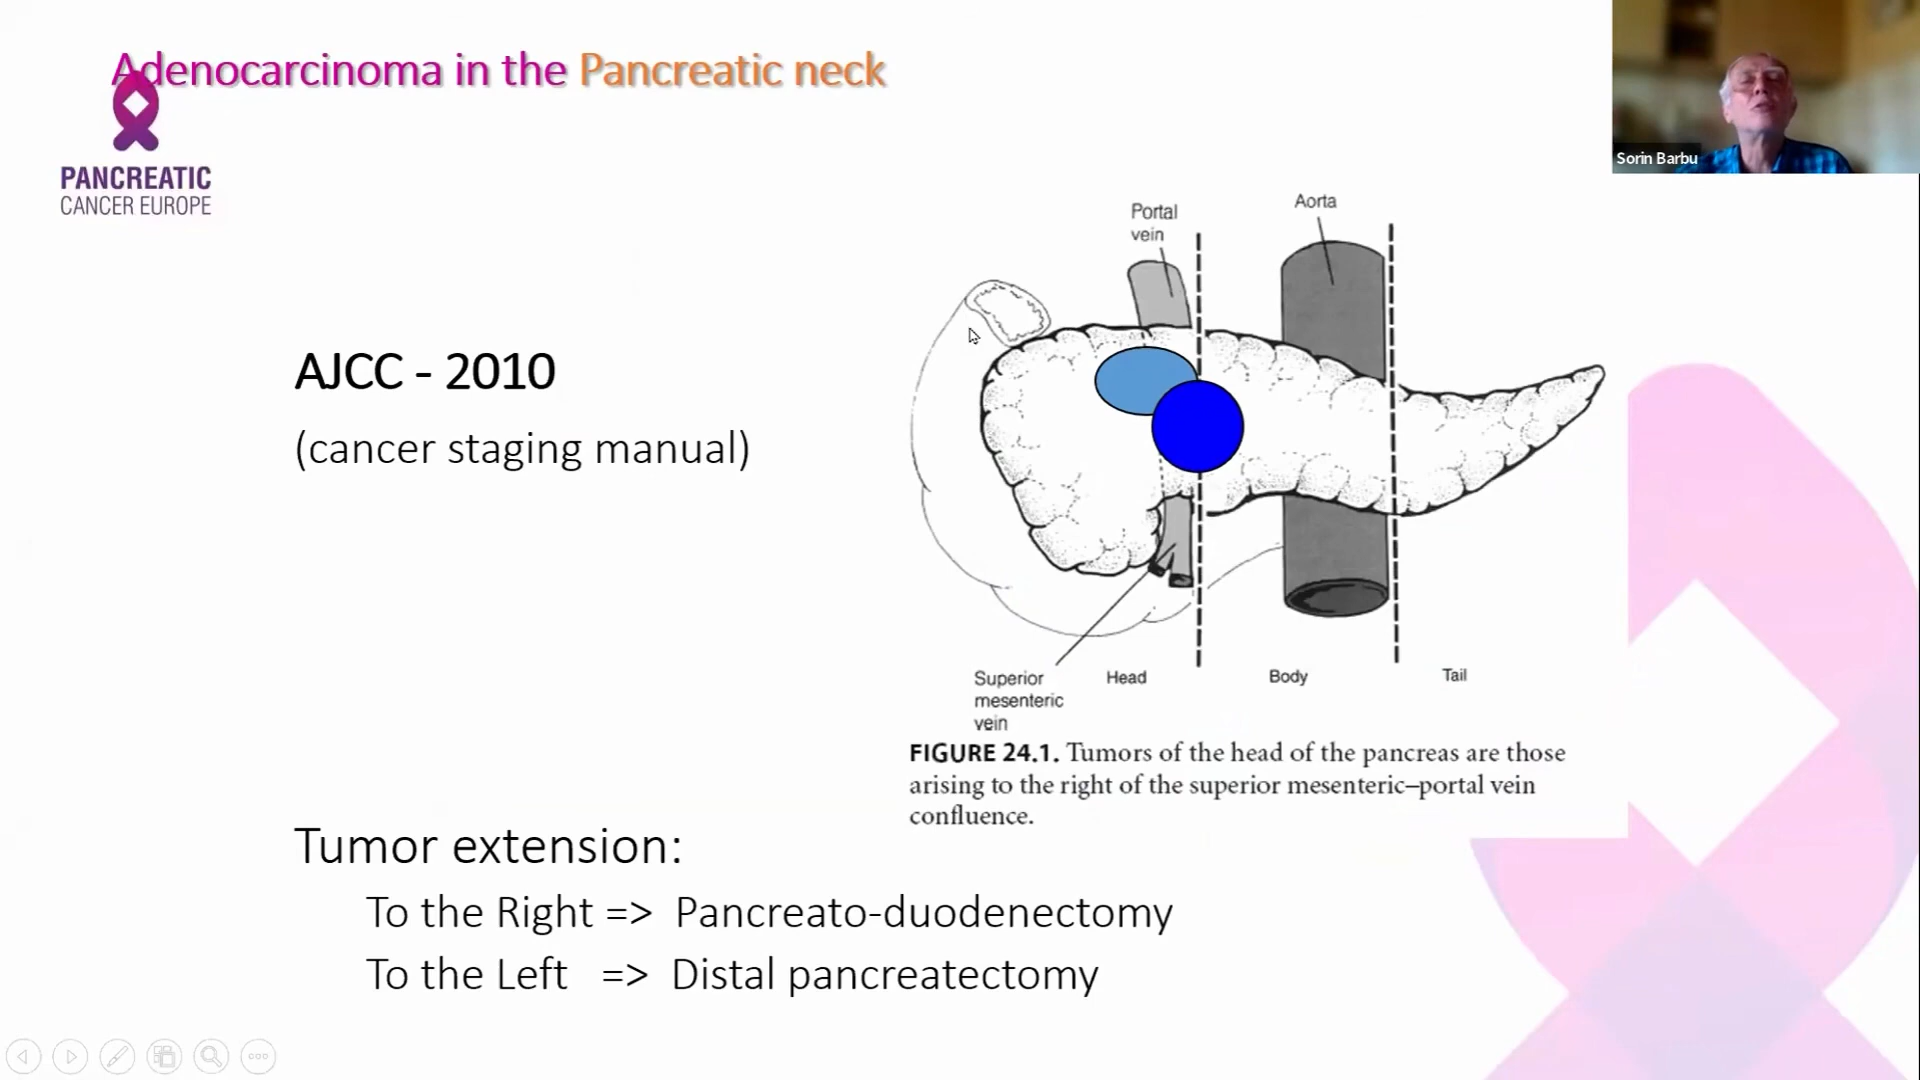 Adenocarcinoma in the Pancreatic neck
PANCREATIC
CANCER EUROPE
Sorin Barbu
AJCC - 2010
(cancer staging manual)
Portal
vein
Aorta
Superior
mesenteric
vein
Head
Body
Tail
FIGURE 24.1. Tumors of the head of the pancreas are those
arising to the right of the superior mesenteric–portal vein
confluence.
Tumor extension:
To the Right => Pancreato-duodenectomy
To the Left => Distal pancreatectomy